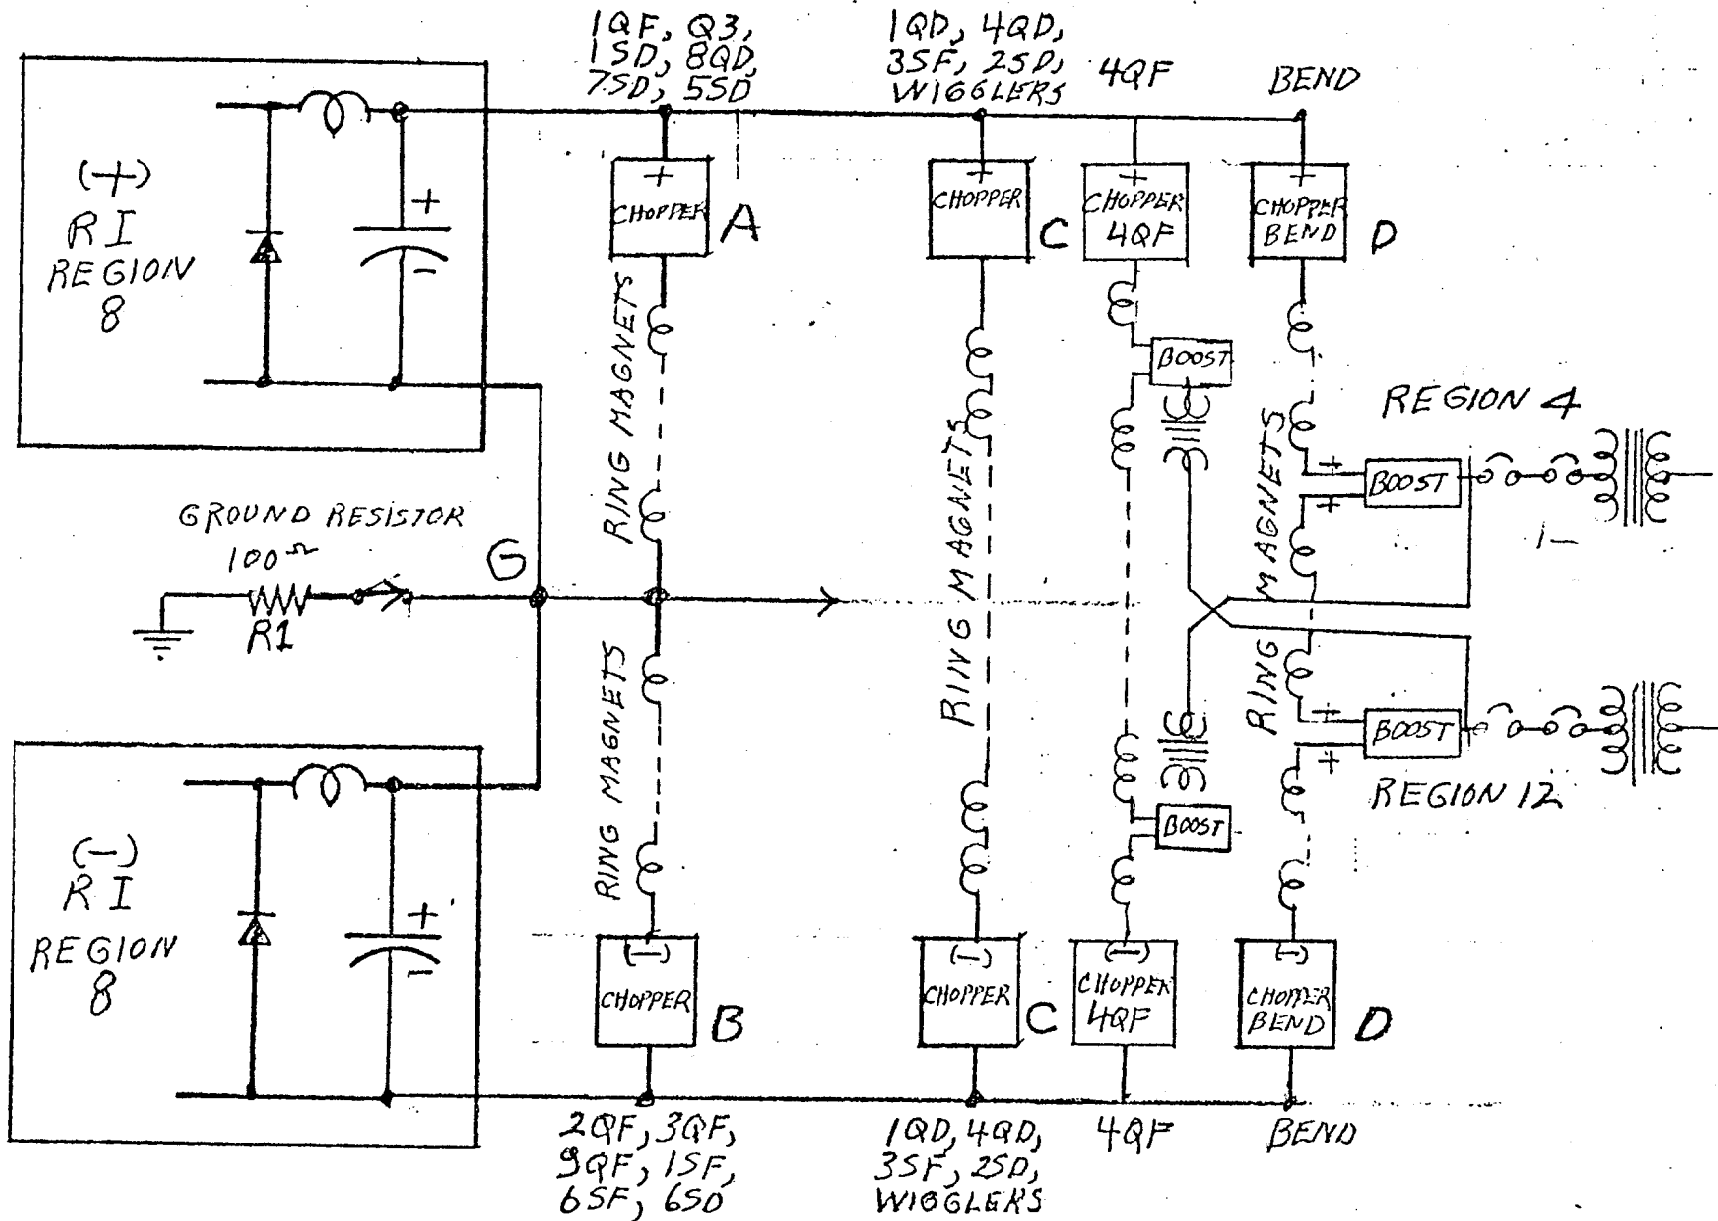 1QF, Q3,
1SD, 8QD,
7SD, 5SD
1QD, 4QD,
3SF, 2SD,
WIGGLERS
4QF
BEND
(+)
RI
REGION
8
+
-
+
CHOPPER
A
+
CHOPPER
C
+
CHOPPER
4QF
+
CHOPPER
BEND
D
RING MAGNETS
BOOST
REGION 4
+
BOOST
+
GROUND RESISTOR
100Ω
R1
G
RING MAGNETS
RING MAGNETS
RING MAGNETS
+
BOOST
+
REGION 12
BOOST
(-)
RI
REGION
8
+
-
(-)
CHOPPER
B
(-)
CHOPPER
C
(-)
CHOPPER
4QF
(-)
CHOPPER
BEND
D
2QF, 3QF,
9QF, 1SF,
6SF, 6SD
1QD, 4QD,
3SF, 2SD,
WIGGLERS
4QF
BEND